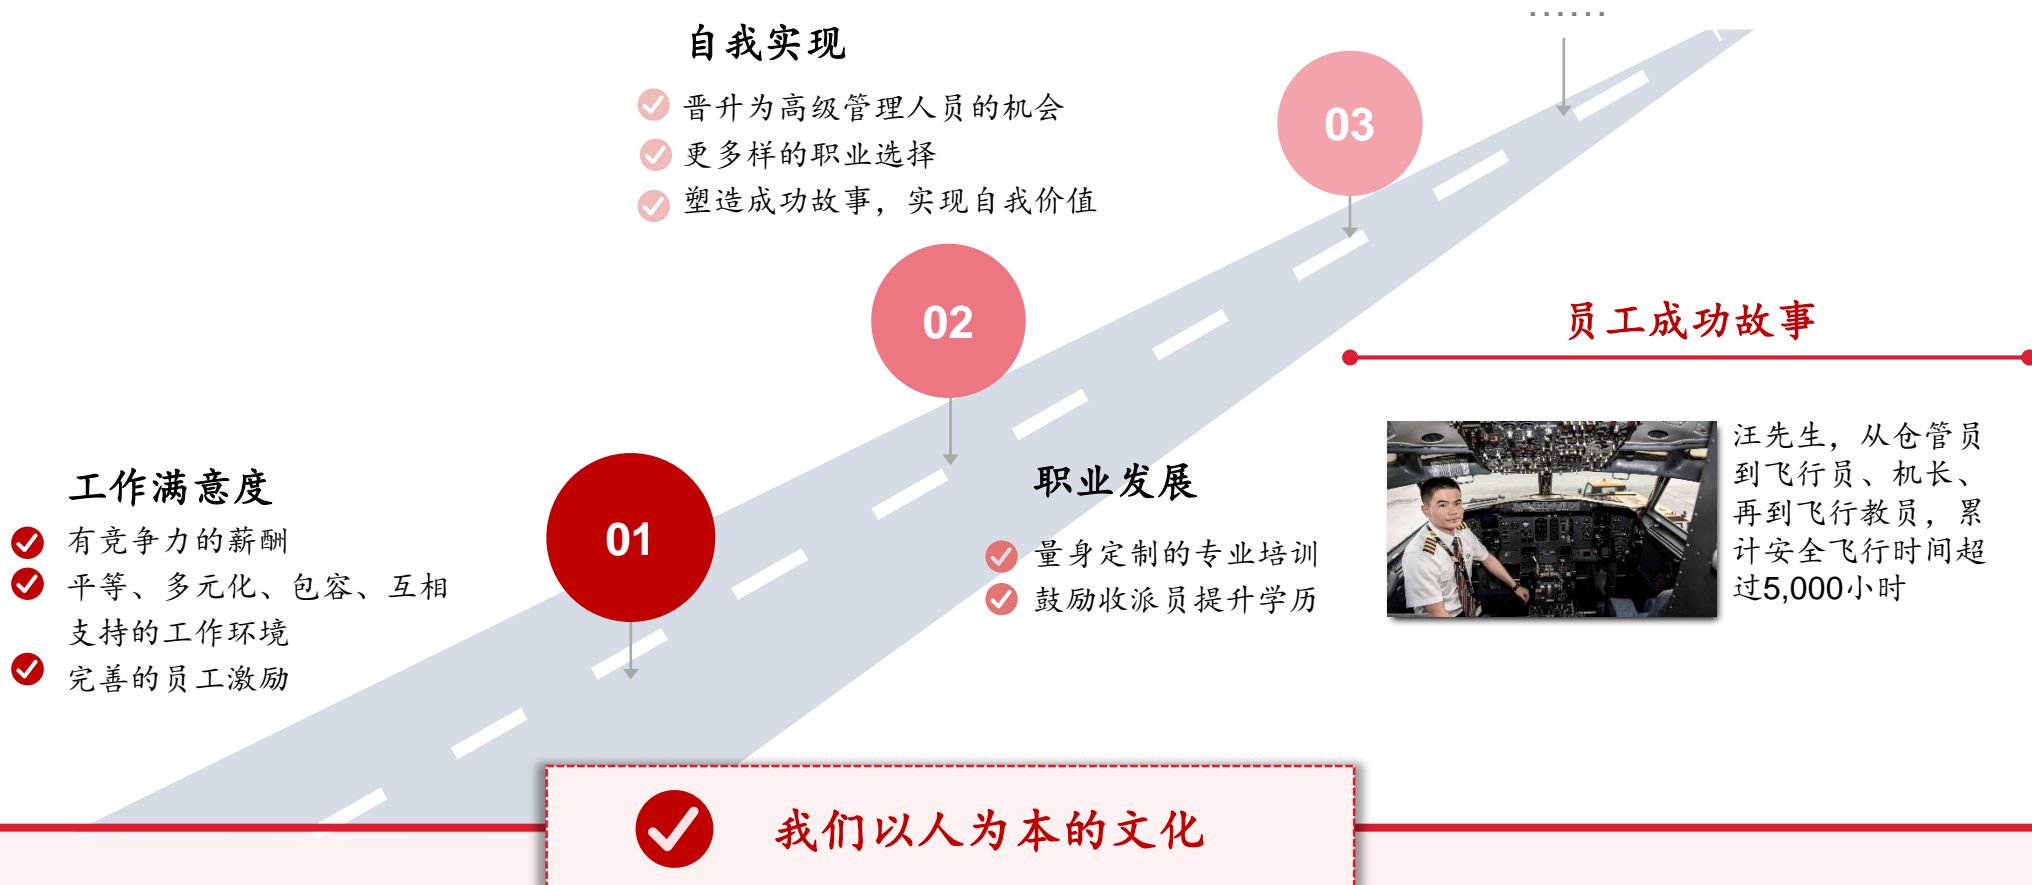 ......
自我实现
晋升为高级管理人员的机会
更多样的职业选择
塑造成功故事，实现自我价值
03
02
员工成功故事
汪先生，从仓管员
到飞行员、机长、
再到飞行教员，累
计安全飞行时间超
过5,000小时
工作满意度
有竞争力的薪酬
平等、多元化、包容、互相
支持的工作环境
完善的员工激励
01
职业发展
量身定制的专业培训
鼓励收派员提升学历
我们以人为本的文化